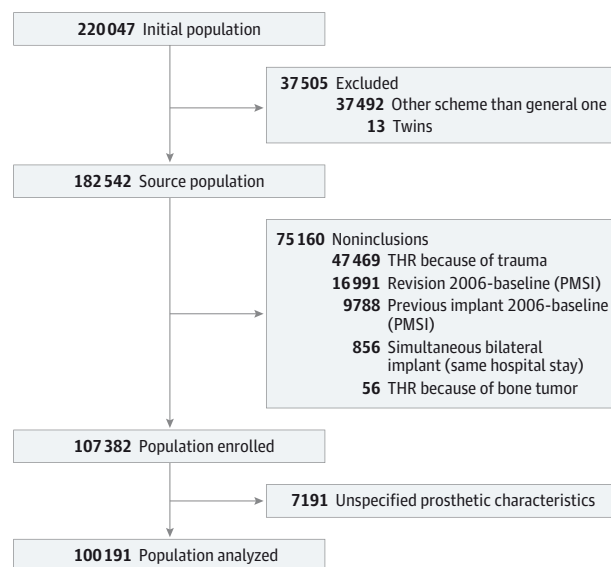 220 047 Initial population
37 505 Excluded
37 492 Other scheme than general one
13 Twins
182 542 Source population
75 160 Noninclusions
47 469 THR because of trauma
16 991 Revision 2006-baseline (PMSI)
9788 Previous implant 2006-baseline
(PMSI)
856 Simultaneous bilateral
implant (same hospital stay)
56 THR because of bone tumor
107 382 Population enrolled
7191 Unspecified prosthetic characteristics
100 191 Population analyzed